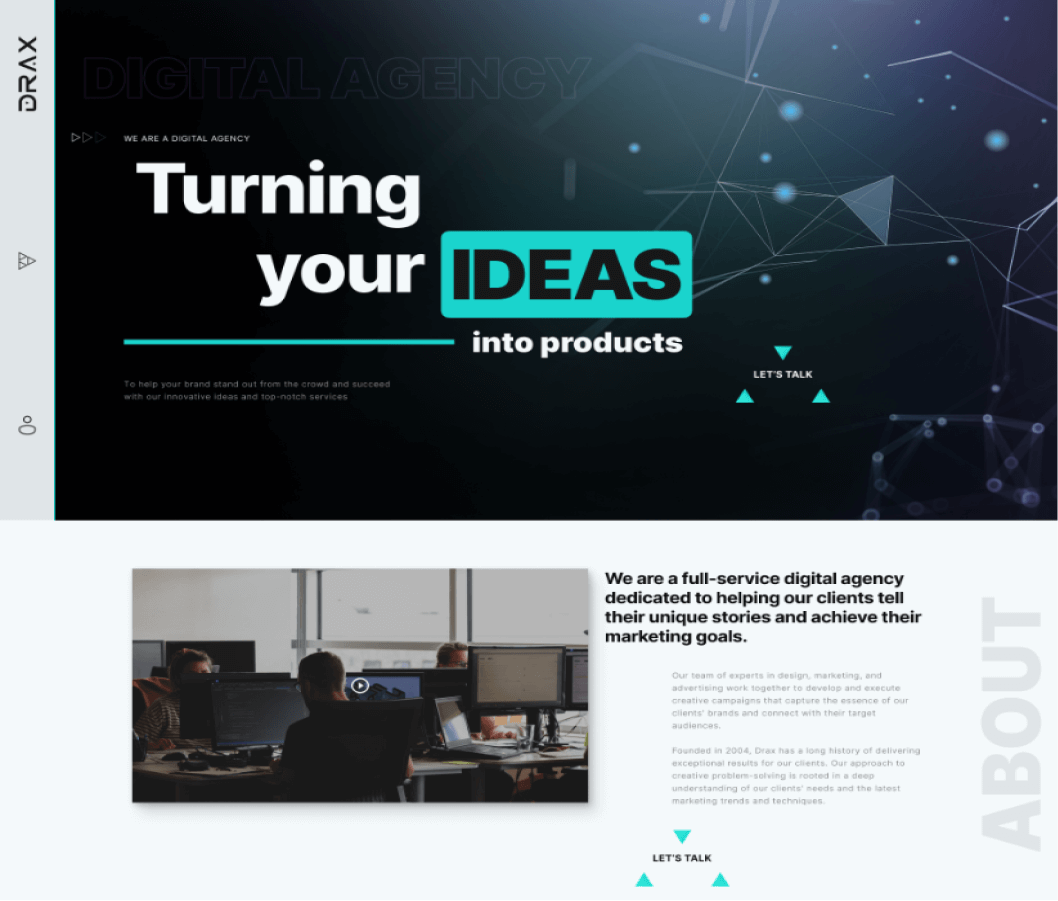 DRAX
DIGITAL AGENCY
WE ARE A DIGITAL AGENCY
Turning
your IDEAS
into products
To help your brand stand out from the crowd and succeed
with our innovative ideas and top-notch services
LET'S TALK
We are a full-service digital agency
dedicated to helping our clients tell
their unique stories and achieve their
marketing goals.
Our team of experts in design, marketing, and
advertising work together to develop and execute
creative campaigns that capture the essence of our
clients' brands and connect with their target
audiences.
Founded in 2004, Drax has a long history of delivering
exceptional results for our clients. Our approach to
creative problem-solving is rooted in a deep
understanding of our clients' needs and the latest
marketing trends and techniques.
LET'S TALK
ABOUT